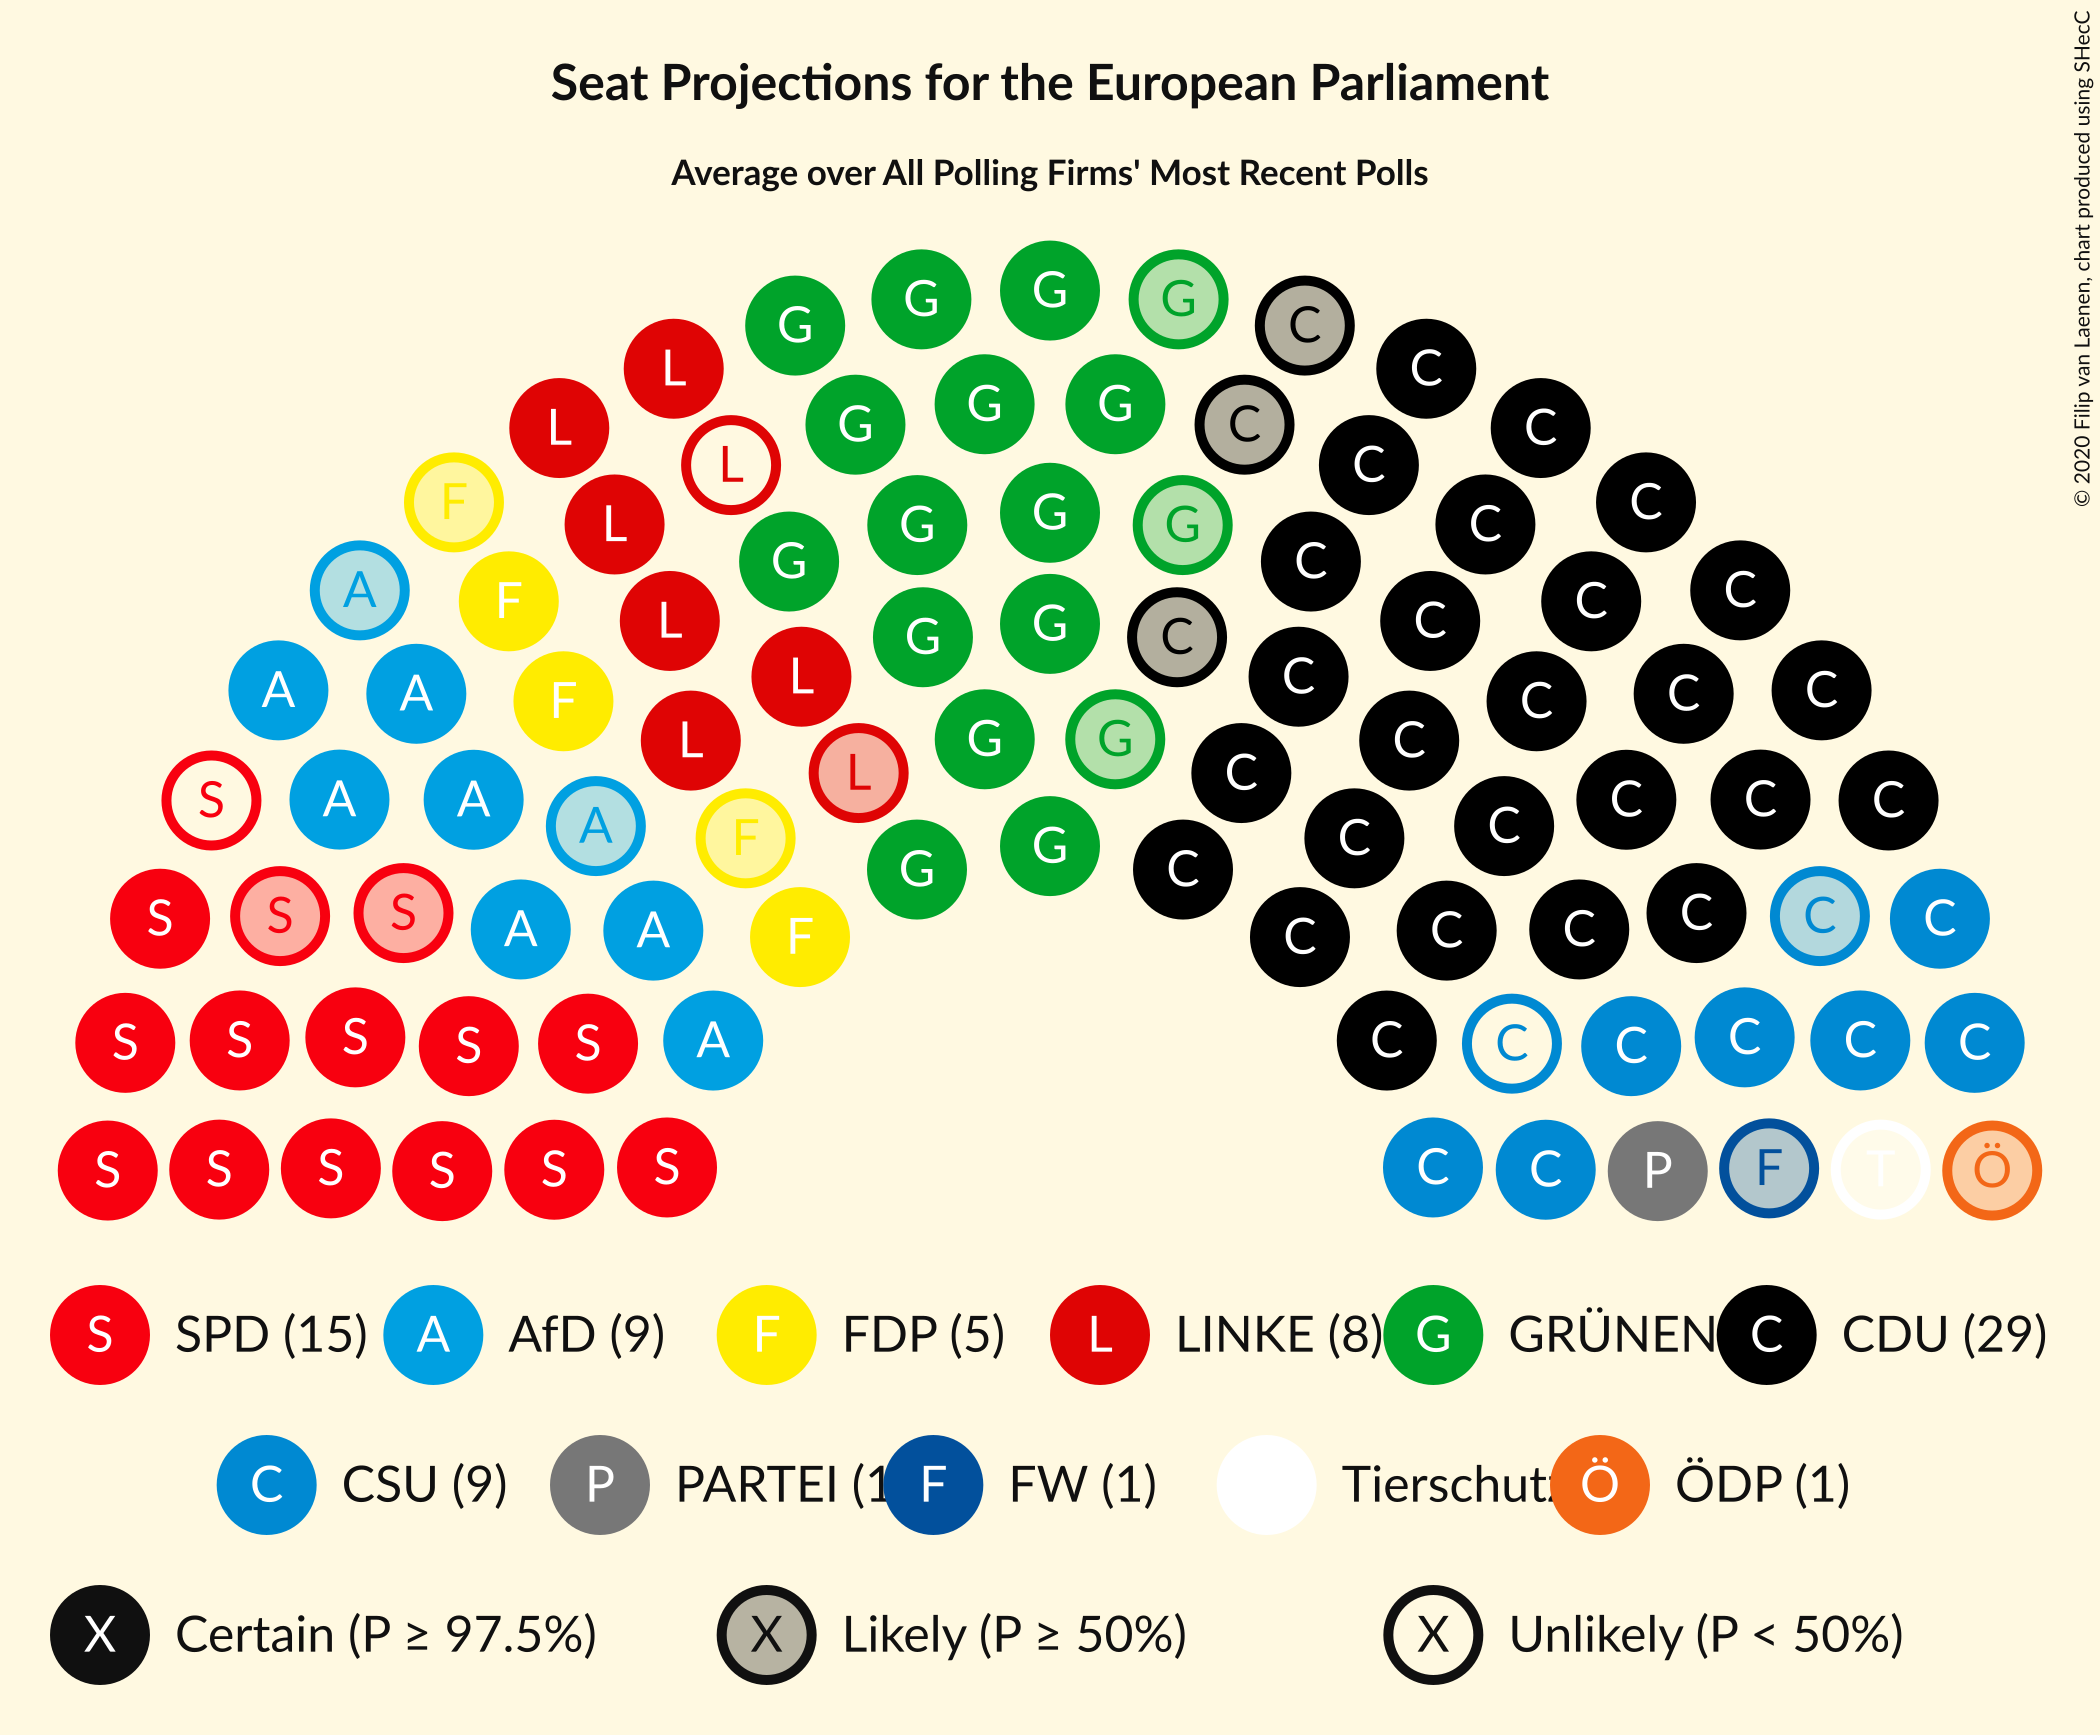 Seat Projections for the European Parliament
Average over All Polling Firms' Most Recent Polls
© 2020 Filip van Laenen, chart produced using SHecC
G G G
G C
L C
G G
L G C C
L C
F G C
L G G C
G C
A C
F C
L G C
G C
L C
A A C C
F C
L G G C
L C
S A A C C C
A C
F C
G
G C
S S S A A F C C C C C C
S S S S S A C C C C C C
S S S S S S C C P F T Ö
S SPD (15) A AfD (9) F FDP (5) L LINKE (8) G GRÜNEN C CDU (29)
C CSU (9) P PARTEI (1 F FW (1) Tierschutz Ö ÖDP (1)
X Certain (P ≥ 97.5%) X Likely (P ≥ 50%) X Unlikely (P < 50%)